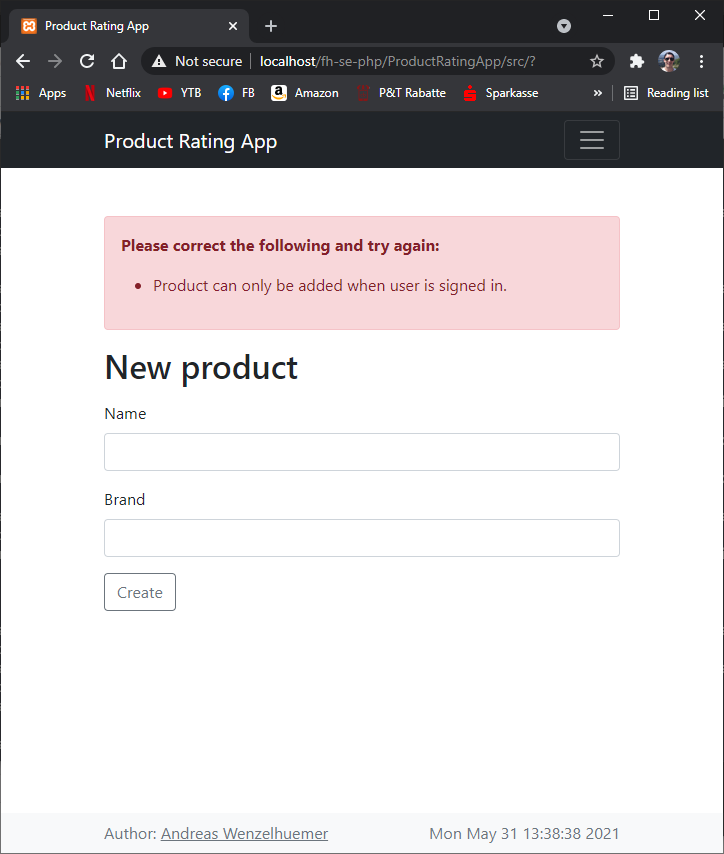 Product Rating App
Not secure localhost/fh-se-php/ProductRatingApp/src/?
Apps Netflix YTB FB Amazon P&T Rabatte Sparkasse » Reading list
Product Rating App
Please correct the following and try again:
• Product can only be added when user is signed in.
New product
Name
Brand
Create
Author: Andreas Wenzelhuemer Mon May 31 13:38:38 2021